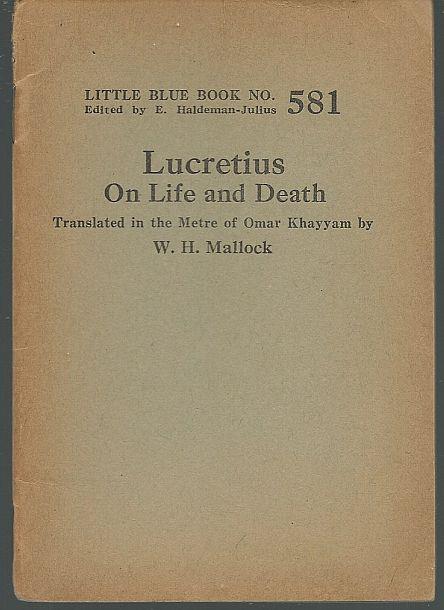 LITTLE BLUE BOOK NO. 581
Edited by E. Haldeman-Julius
Lucretius
On Life and Death
Translated in the Metre of Omar Khayyam by
W. H. Mallock